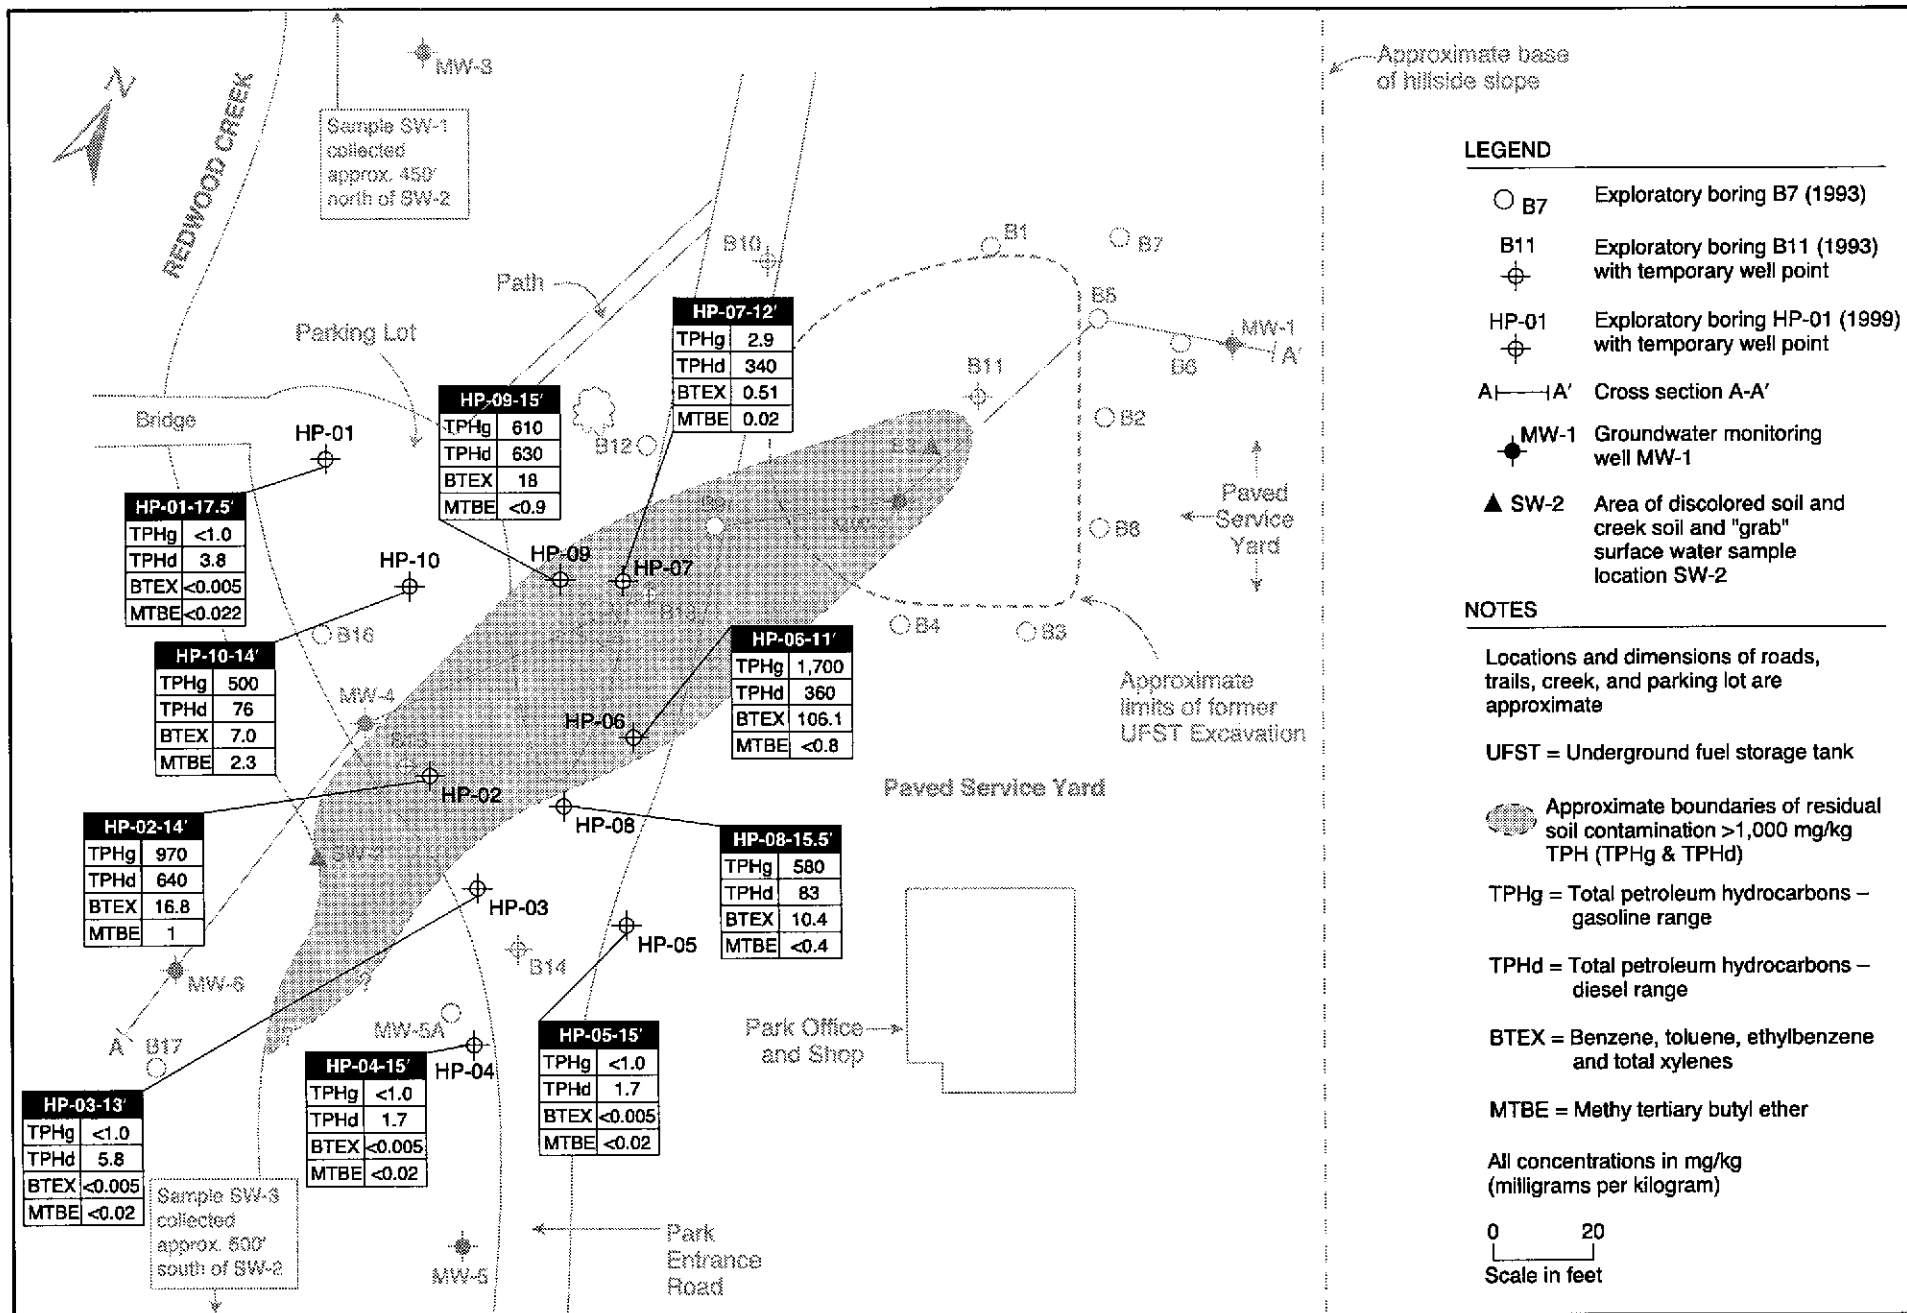 N
REDWOOD CREEK
MW-3
Sample SW-1
collected
approx. 450'
north of SW-2
Approximate base
of hillside slope
Path
Parking Lot
Bridge
B10
B1
B7
B5
B6
MW-1
A'
B11
B2
B12
B8
B4
B3
Paved
Service
Yard
Approximate
limits of former
UFST Excavation
Paved Service Yard
HP-07-12'
TPHg 2.9
TPHd 340
BTEX 0.51
MTBE 0.02
HP-09-15'
TPHg 610
TPHd 630
BTEX 18
MTBE <0.9
HP-01
HP-01-17.5'
TPHg <1.0
TPHd 3.8
BTEX <0.005
MTBE <0.022
HP-10
HP-09
HP-07
B16
HP-10-14'
TPHg 500
TPHd 76
BTEX 7.0
MTBE 2.3
MW-4
HP-06
HP-06-11'
TPHg 1,700
TPHd 360
BTEX 106.1
MTBE <0.8
HP-02
HP-02-14'
TPHg 970
TPHd 640
BTEX 16.8
MTBE 1
SW-2
HP-08
HP-08-15.5'
TPHg 580
TPHd 83
BTEX 10.4
MTBE <0.4
HP-03
HP-05
B14
MW-6
?
?
A
B17
MW-5A
HP-04
HP-03-13'
TPHg <1.0
TPHd 5.8
BTEX <0.005
MTBE <0.02
HP-04-15'
TPHg <1.0
TPHd 1.7
BTEX <0.005
MTBE <0.02
HP-05-15'
TPHg <1.0
TPHd 1.7
BTEX <0.005
MTBE <0.02
Park Office
and Shop
Sample SW-3
collected
approx. 500'
south of SW-2
MW-5
Park
Entrance
Road
LEGEND
B7 Exploratory boring B7 (1993)
B11 Exploratory boring B11 (1993)
with temporary well point
HP-01 Exploratory boring HP-01 (1999)
with temporary well point
A A' Cross section A-A'
MW-1 Groundwater monitoring
well MW-1
SW-2 Area of discolored soil and
creek soil and "grab"
surface water sample
location SW-2
NOTES
Locations and dimensions of roads,
trails, creek, and parking lot are
approximate
UFST = Underground fuel storage tank
Approximate boundaries of residual
soil contamination >1,000 mg/kg
TPH (TPHg & TPHd)
TPHg = Total petroleum hydrocarbons –
gasoline range
TPHd = Total petroleum hydrocarbons –
diesel range
BTEX = Benzene, toluene, ethylbenzene
and total xylenes
MTBE = Methy tertiary butyl ether
All concentrations in mg/kg
(milligrams per kilogram)
0 20
Scale in feet